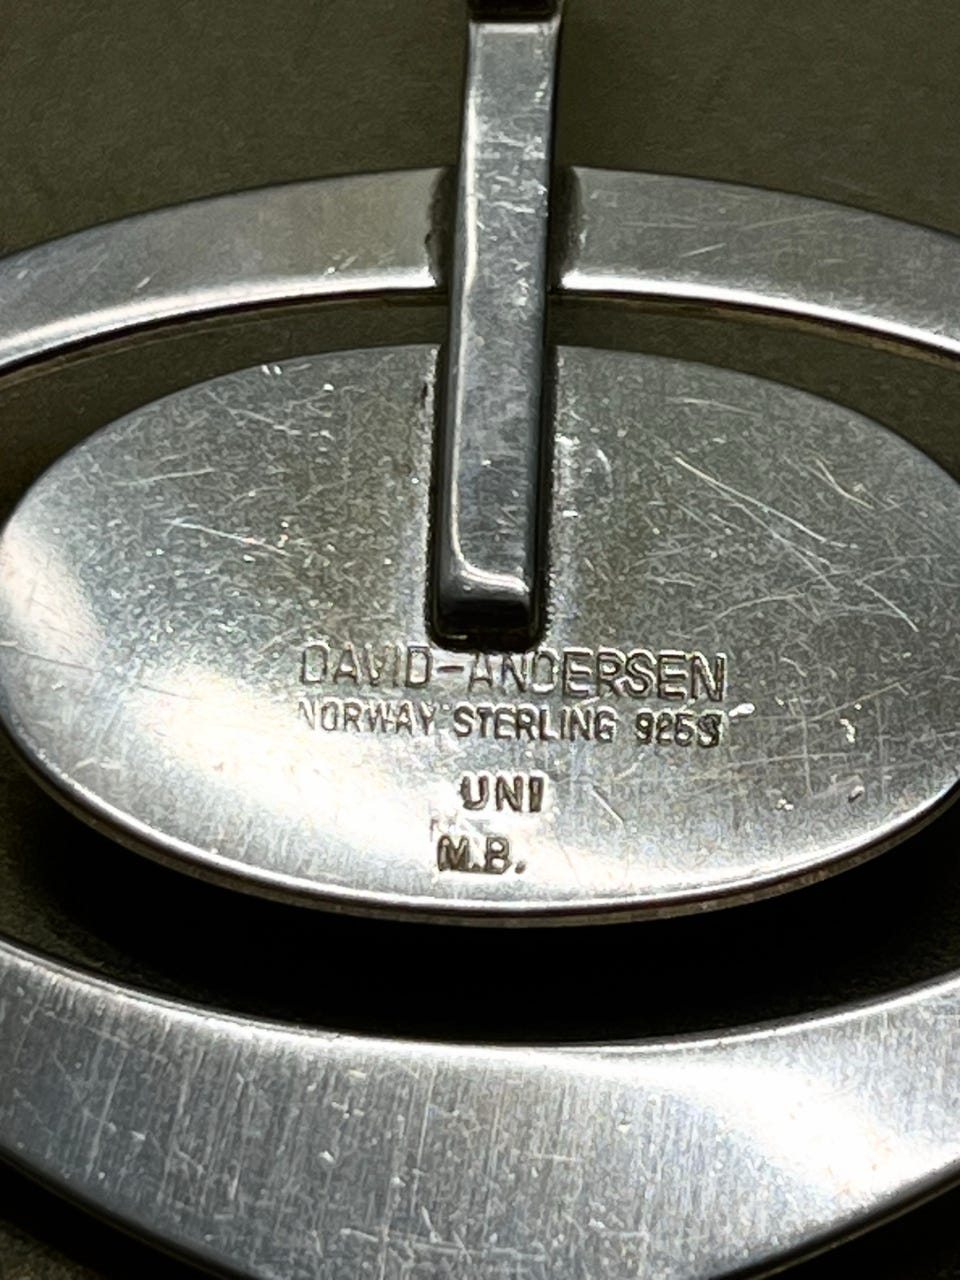 DAVID-ANDERSEN
NORWAY STERLING 925S
UNI
M.B.